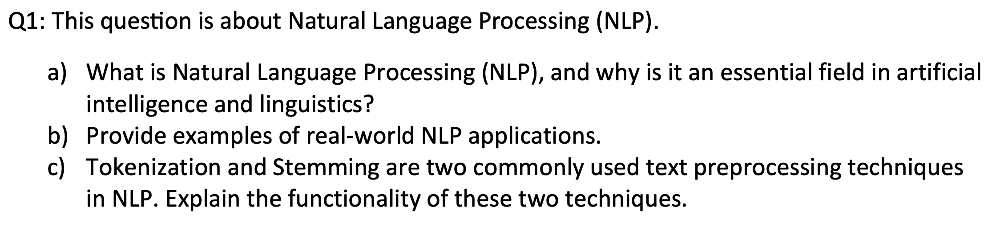 Q1: This question is about Natural Language Processing (NLP).
a) What is Natural Language Processing (NLP), and why is it an essential field in artificial
intelligence and linguistics?
b) Provide examples of real-world NLP applications.
c) Tokenization and Stemming are two commonly used text preprocessing techniques
in NLP. Explain the functionality of these two techniques.